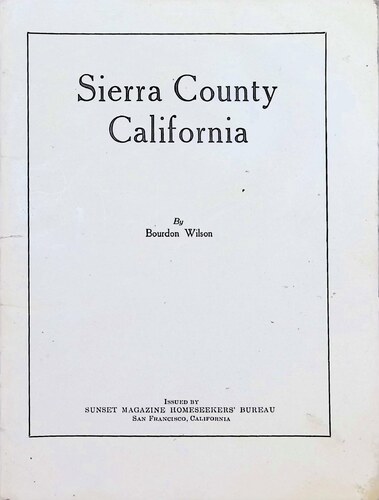 Sierra County
California
By
Bourdon Wilson
Issued by
SUNSET MAGAZINE HOMESEEKERS' BUREAU
San Francisco, California